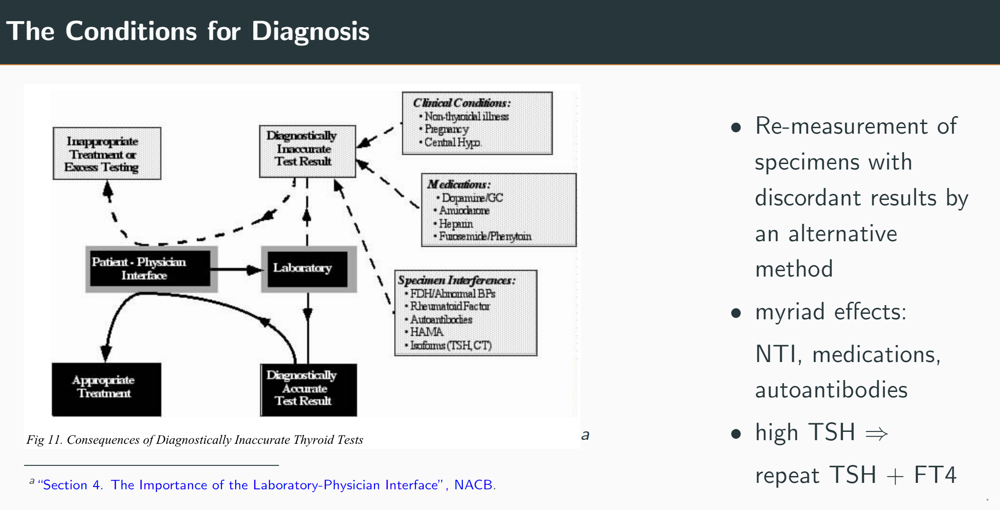 The Conditions for Diagnosis
Inappropriate
Treatment or
Excess Testing
Diagnostically
Inaccurate
Test Result
Clinical Conditions:
• Non-thyroidal illness
• Pregnancy
• Central Hypo.
Medications:
• Dopamine/GC
• Amiodarone
• Heparin
• Furosemide/Phenytoin
Patient - Physician
Interface
Laboratory
Specimen Interferences:
• FDH/Abnormal BPs
• Rheumatoid Factor
• Autoantibodies
• HAMA
• Isoforms (TSH, CT)
Appropriate
Treatment
Diagnostically
Accurate
Test Result
Fig 11. Consequences of Diagnostically Inaccurate Thyroid Tests
a
a “Section 4. The Importance of the Laboratory-Physician Interface”, NACB.
• Re-measurement of
specimens with
discordant results by
an alternative
method
• myriad effects:
NTI, medications,
autoantibodies
• high TSH ⇒
repeat TSH + FT4